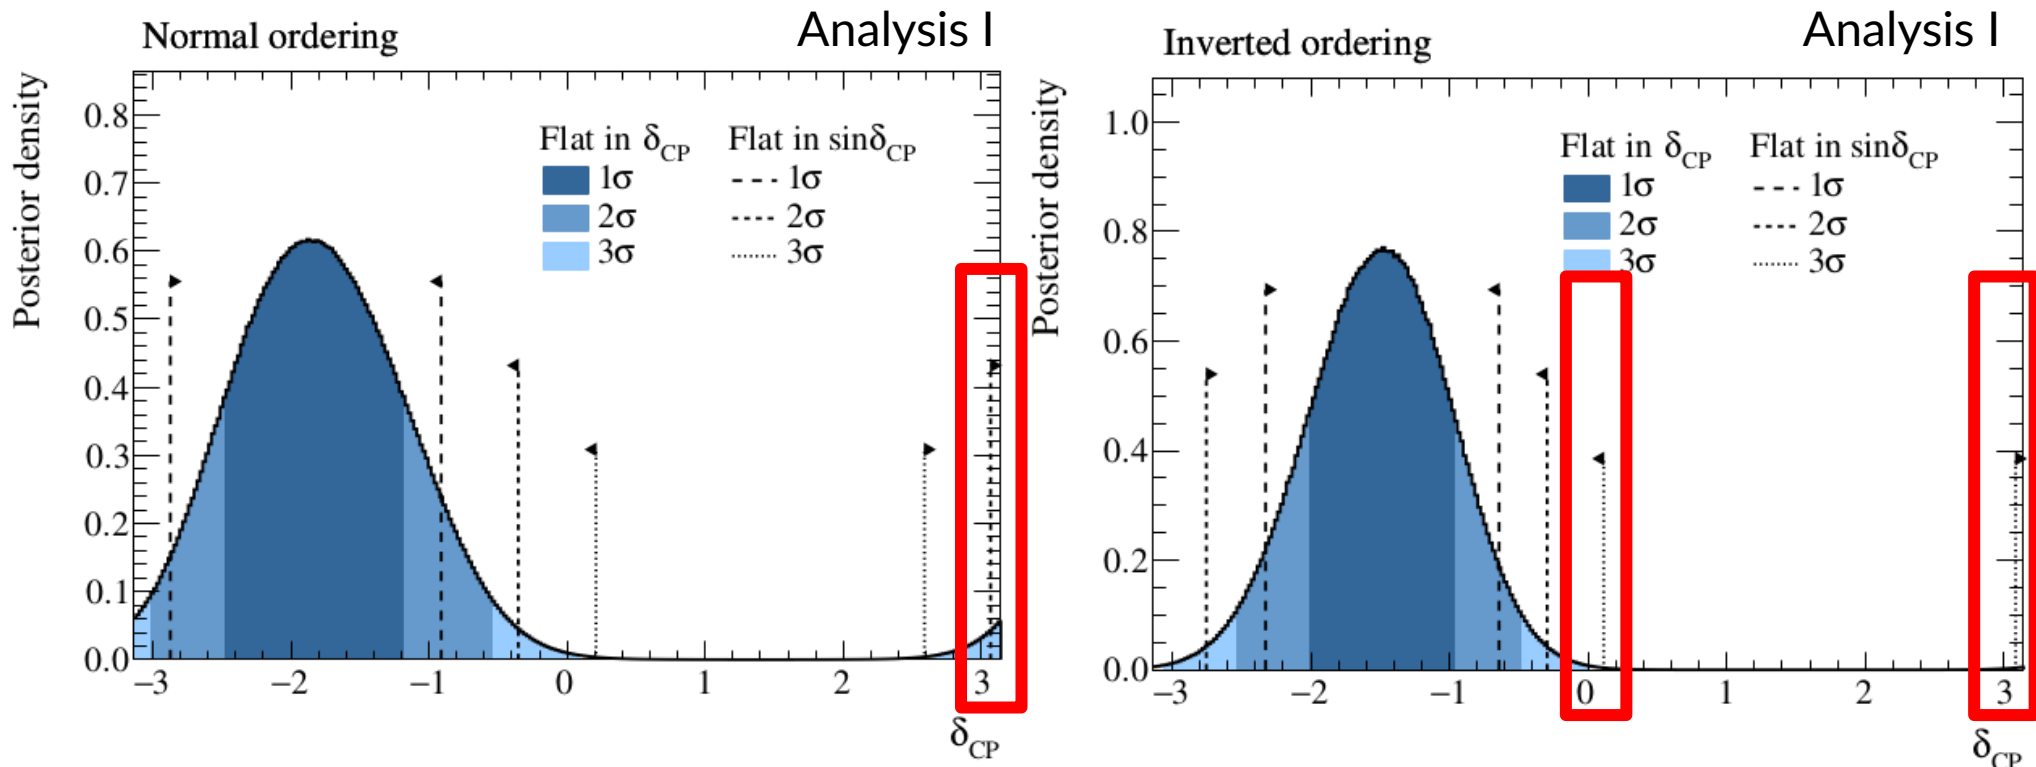 Normal ordering
Analysis I
Posterior density
0.8
0.7
0.6
0.5
0.4
0.3
0.2
0.1
0.0
Flat in δCP
1σ
2σ
3σ
Flat in sinδCP
1σ
2σ
3σ
−3
−2
−1
0
1
2
3
δCP
Inverted ordering
Analysis I
Posterior density
1.0
0.8
0.6
0.4
0.2
0.0
Flat in δCP
1σ
2σ
3σ
Flat in sinδCP
1σ
2σ
3σ
−3
−2
−1
0
1
2
3
δCP